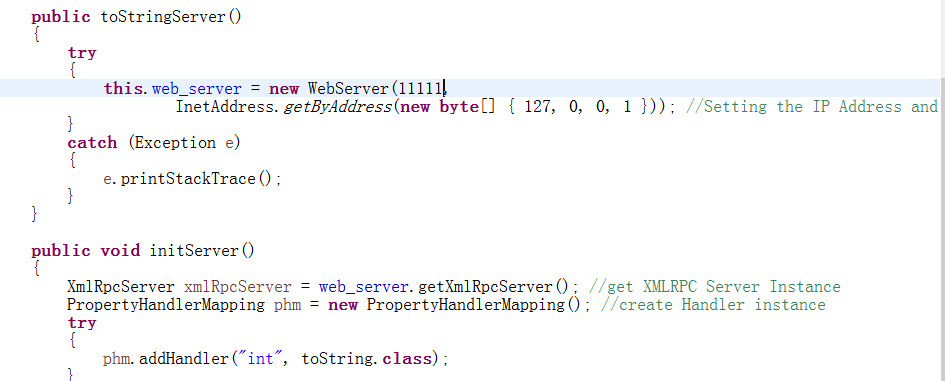 public toStringServer()
{
try
{
this.web_server = new WebServer(11111,
InetAddress.getByAddress(new byte[] { 127, 0, 0, 1 })); //Setting the IP Address and
}
catch (Exception e)
{
e.printStackTrace();
}
}
public void initServer()
{
XmlRpcServer xmlRpcServer = web_server.getXmlRpcServer(); //get XMLRPC Server Instance
PropertyHandlerMapping phm = new PropertyHandlerMapping(); //create Handler instance
try
{
phm.addHandler("int", toString.class);
}